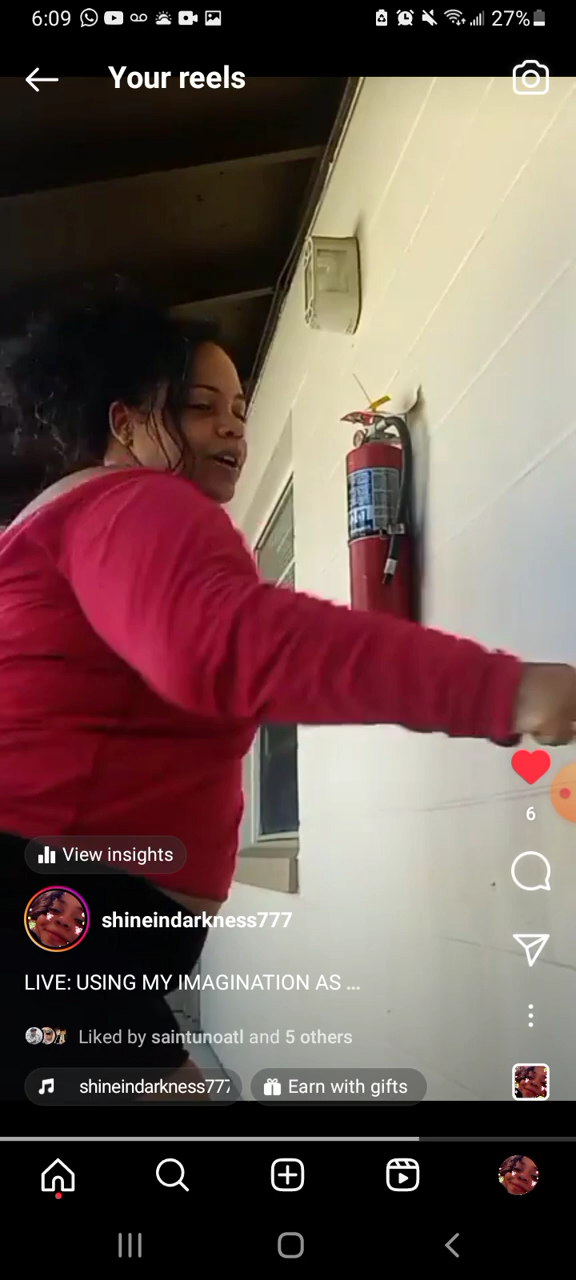 6:09
27%
Your reels
6
View insights
shineindarkness777
LIVE: USING MY IMAGINATION AS ...
Liked by saintunoatl and 5 others
shineindarkness777
Earn with gifts